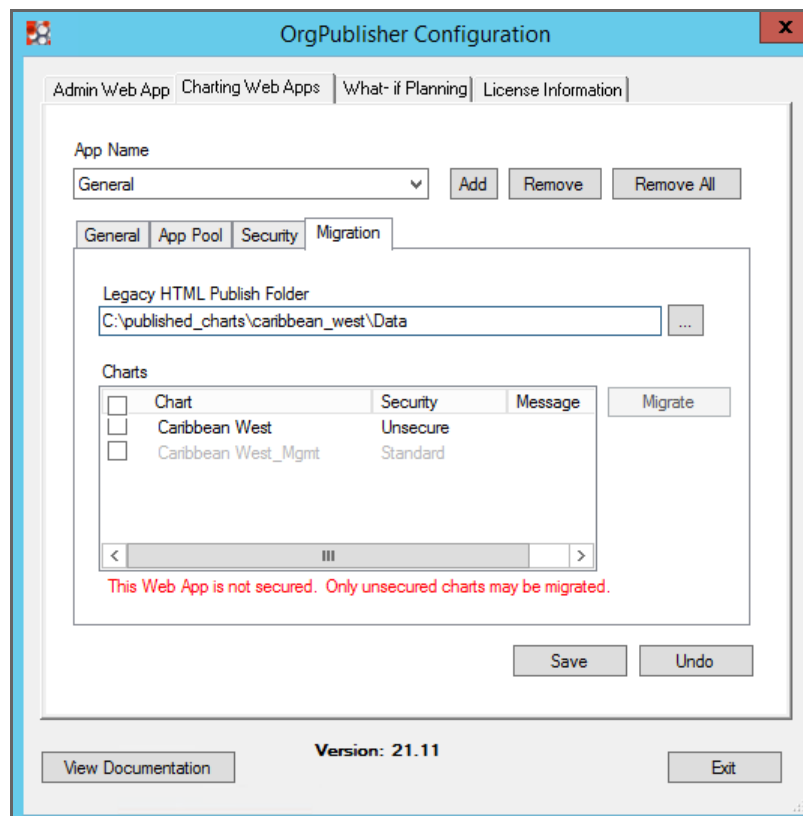 OrgPublisher Configuration
x
Admin Web App Charting Web Apps What- if Planning License Information
App Name
General Add Remove Remove All
General App Pool Security Migration
Legacy HTML Publish Folder
C:\published_charts\caribbean_west\Data ...
Charts
Chart Security Message Migrate
Caribbean West Unsecure
Caribbean West_Mgmt Standard
This Web App is not secured. Only unsecured charts may be migrated.
Save Undo
Version: 21.11
View Documentation Exit